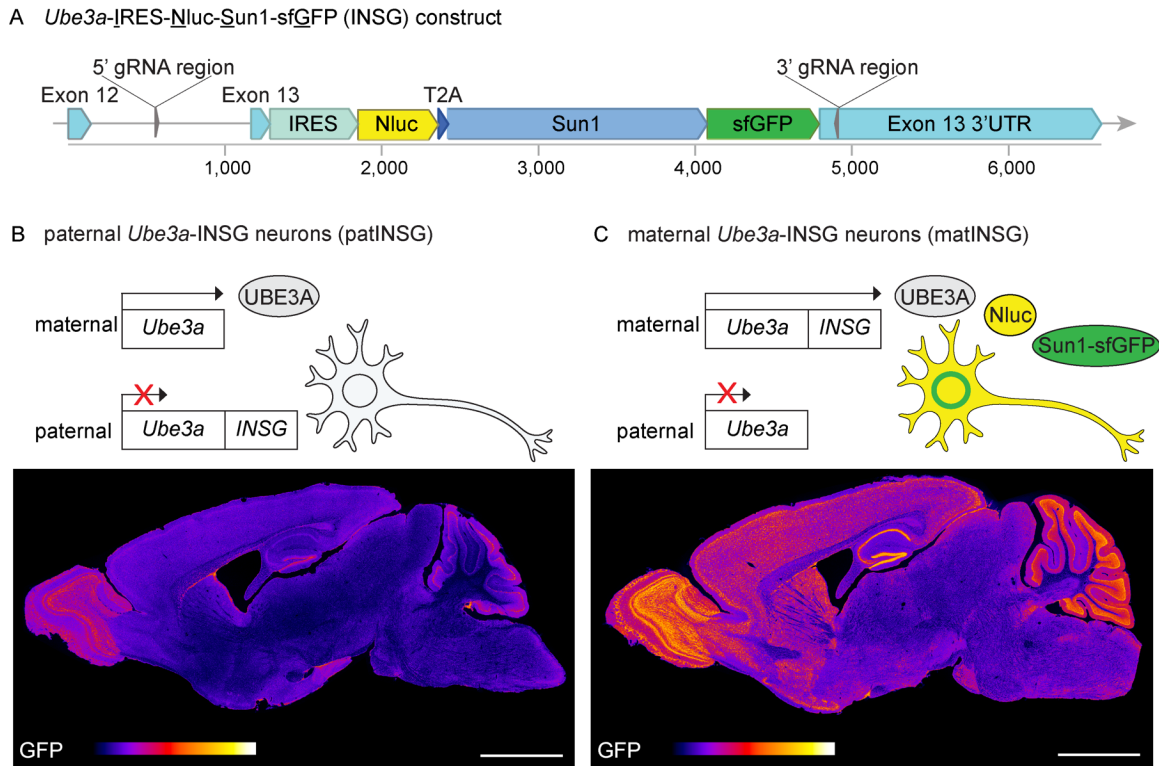 A Ube3a-IRES-Nluc-Sun1-sfGFP (INSG) construct
5' gRNA region
3' gRNA region
Exon 12
Exon 13
T2A
IRES
Nluc
Sun1
sfGFP
Exon 13 3'UTR
1,000
2,000
3,000
4,000
5,000
6,000
B paternal Ube3a-INSG neurons (patINSG)
maternal
Ube3a
UBE3A
X
paternal
Ube3a
INSG
GFP
C maternal Ube3a-INSG neurons (matINSG)
maternal
Ube3a
INSG
UBE3A
Nluc
Sun1-sfGFP
X
paternal
Ube3a
GFP